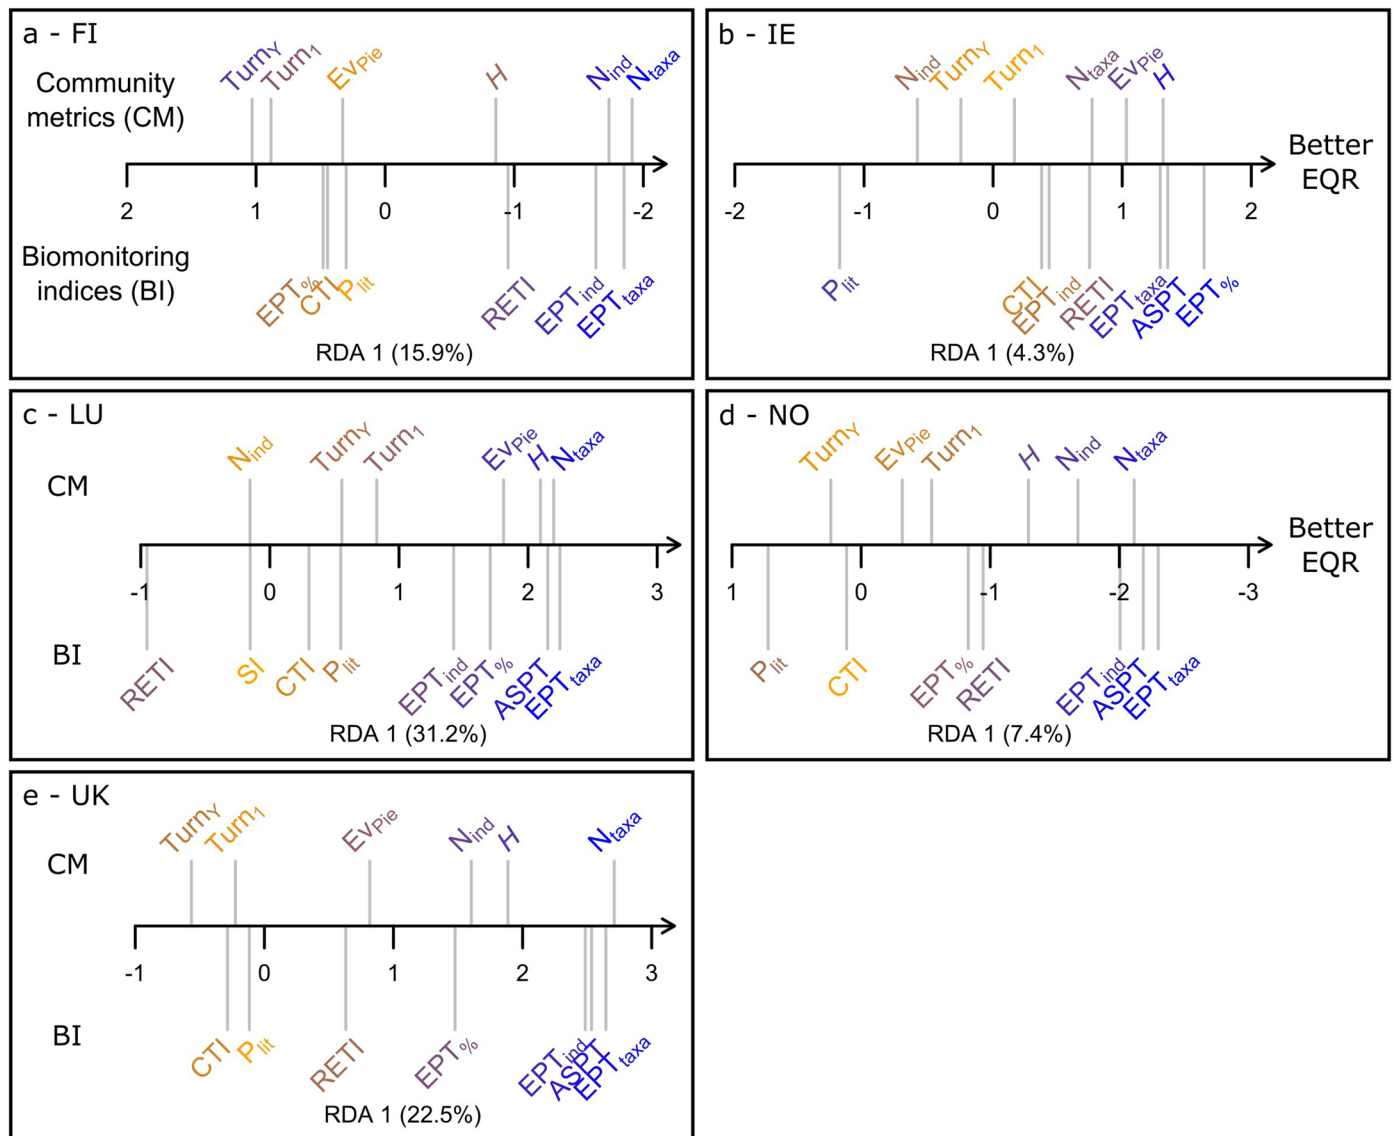 a - FI
Community
metrics (CM)
Turnγ Turn1 EvPie H Nind Ntaxa
2 1 0 -1 -2
Biomonitoring
indices (BI)
EPT% CTI Plit RETI EPTind EPTtaxa
RDA 1 (15.9%)
b - IE
Nind Turnγ Turn1 Ntaxa EvPie H
Better
EQR
-2 -1 0 1 2
Plit CTI EPTind RETI EPTtaxa ASPT EPT%
RDA 1 (4.3%)
c - LU
CM
Nind Turnγ Turn1 EvPie H Ntaxa
-1 0 1 2 3
BI
RETI SI CTI Plit EPTind EPT% ASPT EPTtaxa
RDA 1 (31.2%)
d - NO
Turnγ EvPie Turn1 H Nind Ntaxa
Better
EQR
1 0 -1 -2 -3
Plit CTI EPT% RETI EPTind ASPT EPTtaxa
RDA 1 (7.4%)
e - UK
CM
Turnγ Turn1 EvPie Nind H Ntaxa
-1 0 1 2 3
BI
CTI Plit RETI EPT% EPTind ASPT EPTtaxa
RDA 1 (22.5%)